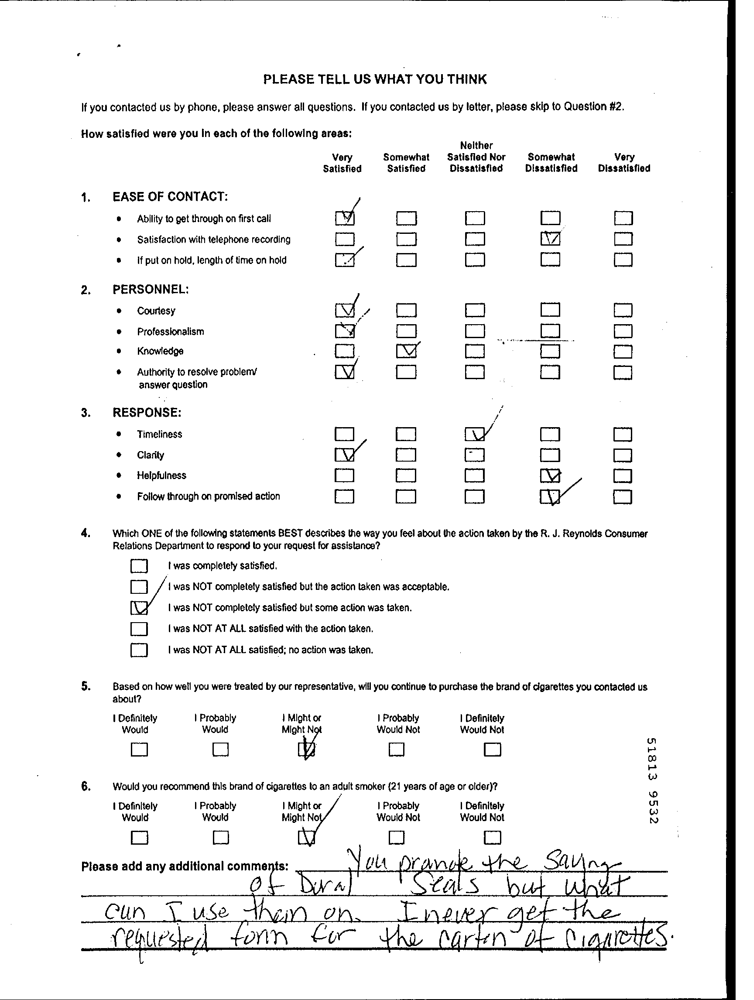 PLEASE TELL US WHAT YOU THINK
If you contacted us by phone, please answer all questions. If you contacted us by letter, please skip to Question #2.
How satisfied were you in each of the following areas:
Very Satisfied Somewhat Satisfied Neither Satisfied Nor Dissatisfied Somewhat Dissatisfied Very Dissatisfied
1. EASE OF CONTACT:
• Ability to get through on first call
• Satisfaction with telephone recording
• If put on hold, length of time on hold
2. PERSONNEL:
• Courtesy
• Professionalism
• Knowledge
• Authority to resolve problem/
answer question
3. RESPONSE:
• Timeliness
• Clarity
• Helpfulness
• Follow through on promised action
4. Which ONE of the following statements BEST describes the way you feel about the action taken by the R. J. Reynolds Consumer
Relations Department to respond to your request for assistance?
I was completely satisfied.
I was NOT completely satisfied but the action taken was acceptable.
I was NOT completely satisfied but some action was taken.
I was NOT AT ALL satisfied with the action taken.
I was NOT AT ALL satisfied; no action was taken.
5. Based on how well you were treated by our representative, will you continue to purchase the brand of cigarettes you contacted us
about?
I Definitely Would I Probably Would I Might or Might Not I Probably Would Not I Definitely Would Not
6. Would you recommend this brand of cigarettes to an adult smoker (21 years of age or older)?
I Definitely Would I Probably Would I Might or Might Not I Probably Would Not I Definitely Would Not
Please add any additional comments: You the Saying
of Seals but what
can I use them on. I never get the
requested form for the carten of cigarettes.
51813 9532